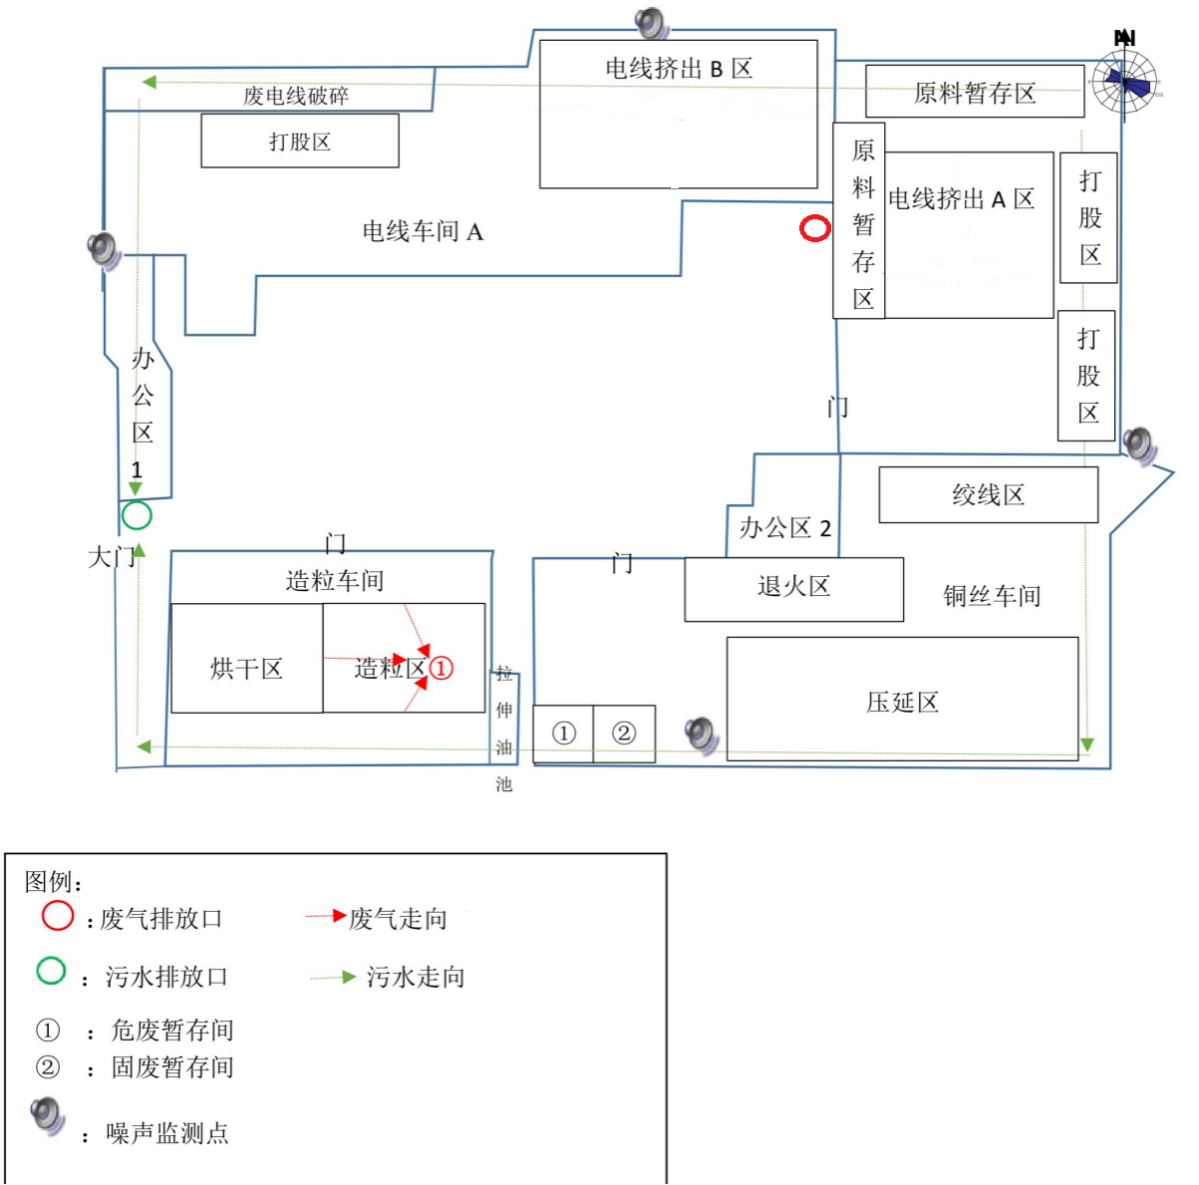 N
电线挤出 B 区
原料暂存区
废电线破碎
打股区
原料暂存区
电线挤出 A 区
打股区
电线车间 A
打股区
办公区 1
门
绞线区
办公区 2
大门
门
门
造粒车间
退火区
铜丝车间
烘干区
造粒区①
拉伸油池
压延区
①
②
图例：
：废气排放口
废气走向
：污水排放口
污水走向
① ：危废暂存间
② ：固废暂存间
：噪声监测点